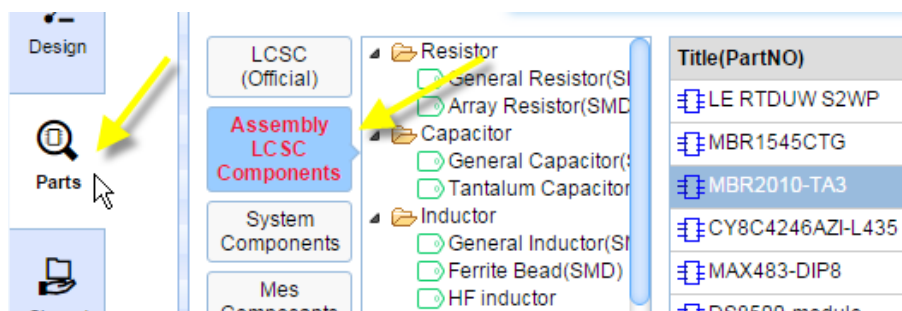 Design
Parts
LCSC
(Official)
Assembly
LCSC
Components
System
Components
Mes
Resistor
General Resistor(SI
Array Resistor(SMD
Capacitor
General Capacitor(
Tantalum Capacitor
Inductor
General Inductor(SI
Ferrite Bead(SMD)
HF inductor
Title(PartNO)
LE RTDUW S2WP
MBR1545CTG
MBR2010-TA3
CY8C4246AZI-L435
MAX483-DIP8